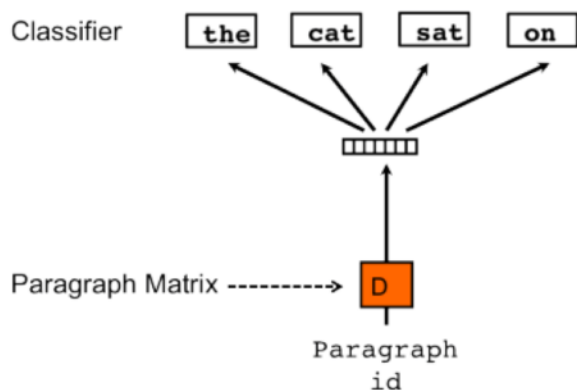 Classifier the cat sat on
Paragraph Matrix D
Paragraph
id